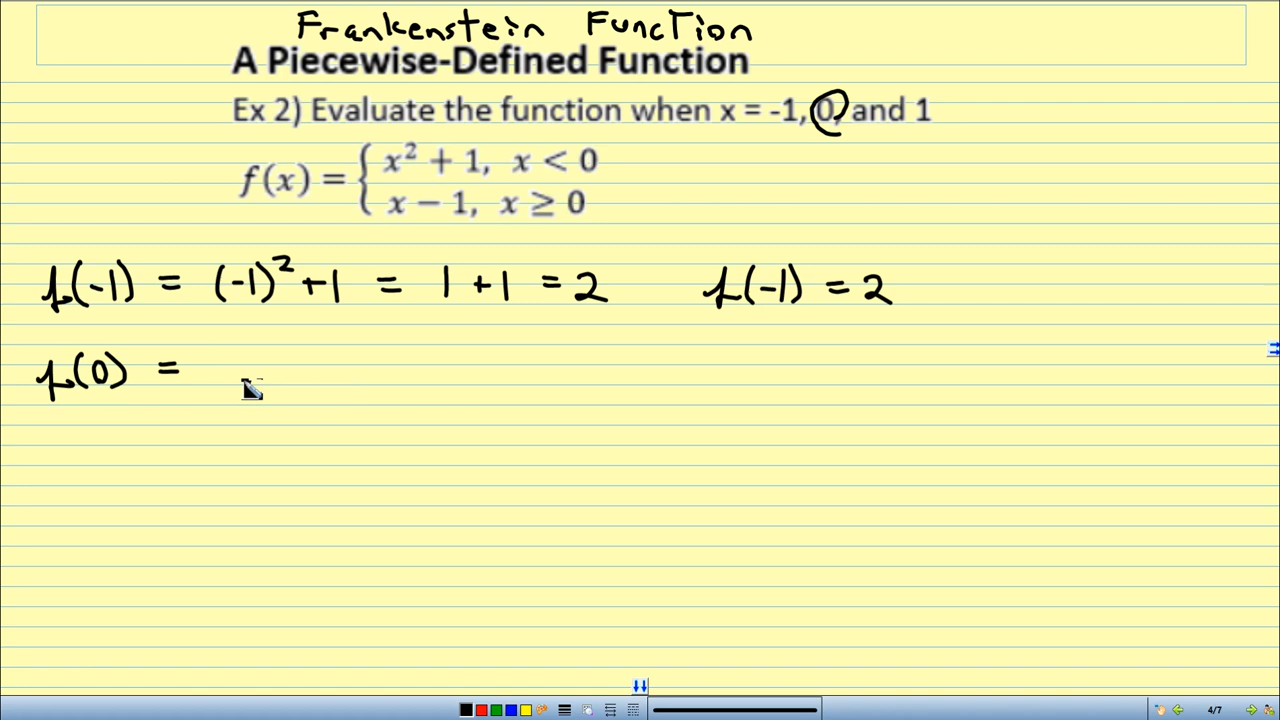 Frankenstein Function
A Piecewise-Defined Function
Ex 2) Evaluate the function when x = -1, 0, and 1
f(x) = { x² + 1, x < 0
x − 1, x ≥ 0
f(-1) = (-1)² + 1 = 1 + 1 = 2 f(-1) = 2
f(0) =
4/7